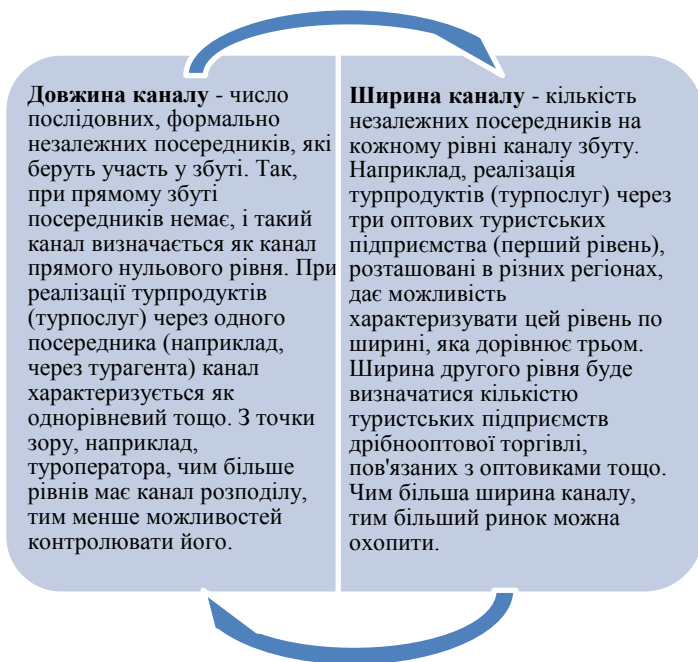 Довжина каналу - число
послідовних, формально
незалежних посередників, які
беруть участь у збуті. Так,
при прямому збуті
посередників немає, і такий
канал визначається як канал
прямого нульового рівня. При
реалізації турпродуктів
(турпослуг) через одного
посередника (наприклад,
через турагента) канал
характеризується як
однорівневий тощо. З точки
зору, наприклад,
туроператора, чим більше
рівнів має канал розподілу,
тим менше можливостей
контролювати його.
Ширина каналу - кількість
незалежних посередників на
кожному рівні каналу збуту.
Наприклад, реалізація
турпродуктів (турпослуг) через
три оптових туристських
підприємства (перший рівень),
розташовані в різних регіонах,
дає можливість
характеризувати цей рівень по
ширині, яка дорівнює трьом.
Ширина другого рівня буде
визначатися кількістю
туристських підприємств
дрібнооптової торгівлі,
пов'язаних з оптовиками тощо.
Чим більша ширина каналу,
тим більший ринок можна
охопити.